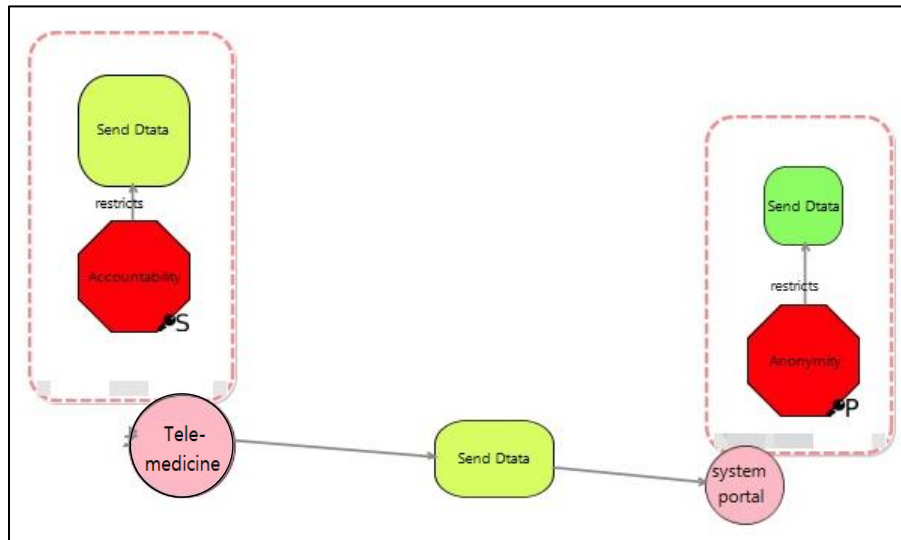 Send Dtata
restricts
Accountability
S
Tele-
medicine
Send Dtata
Send Dtata
restricts
Anonymity
P
system
portal